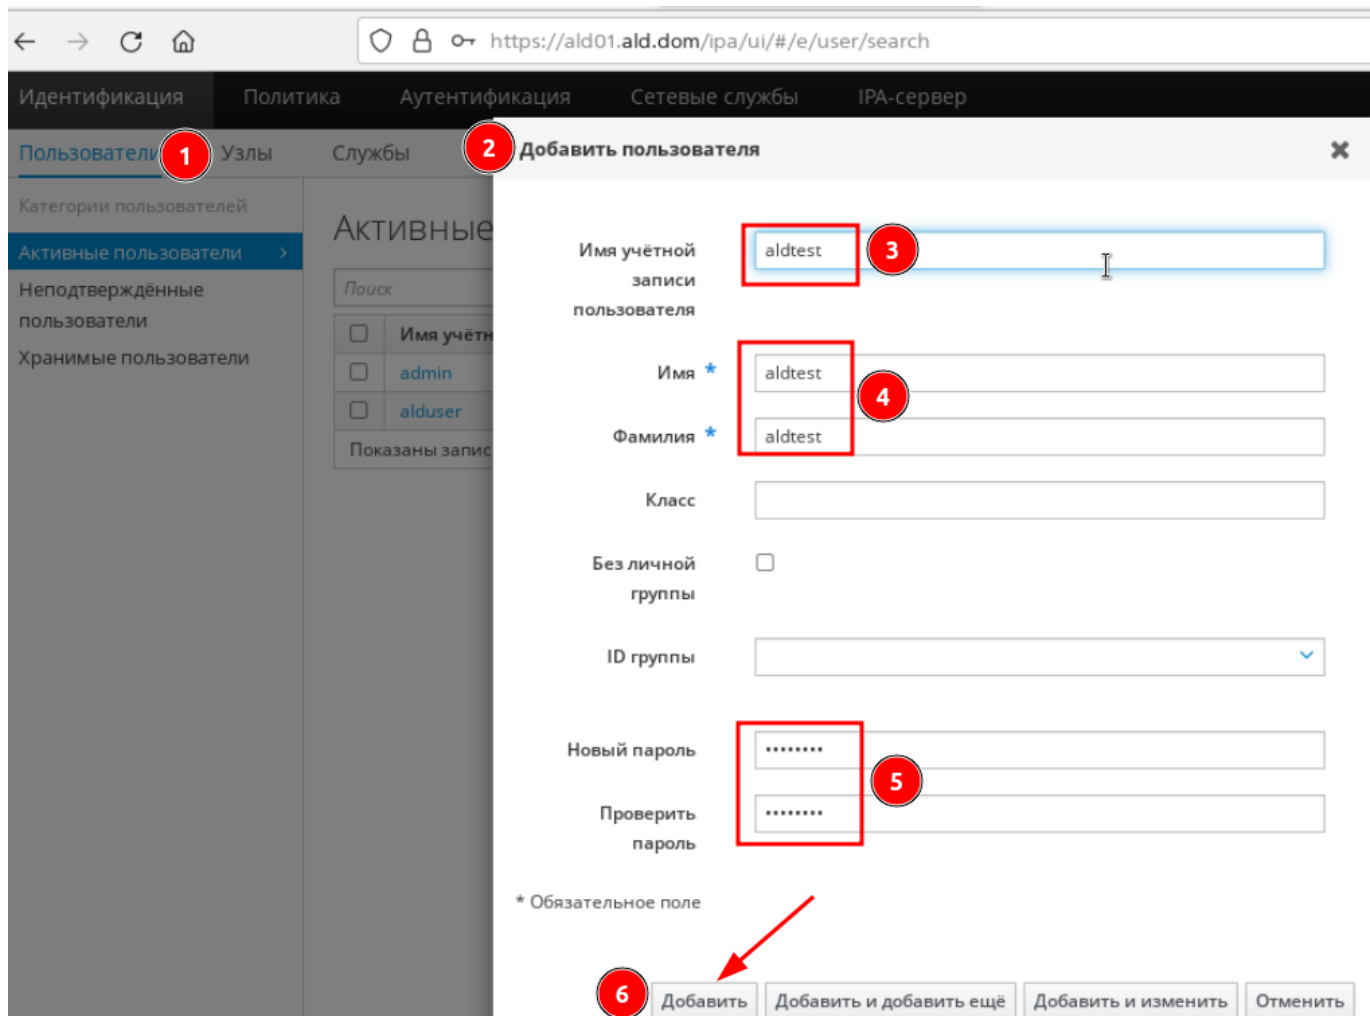 https://ald01.ald.dom/ipa/ui/#/e/user/search
Идентификация Политика Аутентификация Сетевые службы IPA-сервер
Пользователи 1 Узлы Службы
2 Добавить пользователя
Категории пользователей
Активные пользователи
Неподтверждённые
пользователи
Хранимые пользователи
Активные
Поиск
Имя учётн
admin
alduser
Показаны запис
Имя учётной
записи
пользователя
aldtest 3
Имя * aldtest
4
Фамилия * aldtest
Класс
Без личной
группы
ID группы
Новый пароль ••••••••
5
Проверить
пароль
••••••••
* Обязательное поле
6 Добавить Добавить и добавить ещё Добавить и изменить Отменить